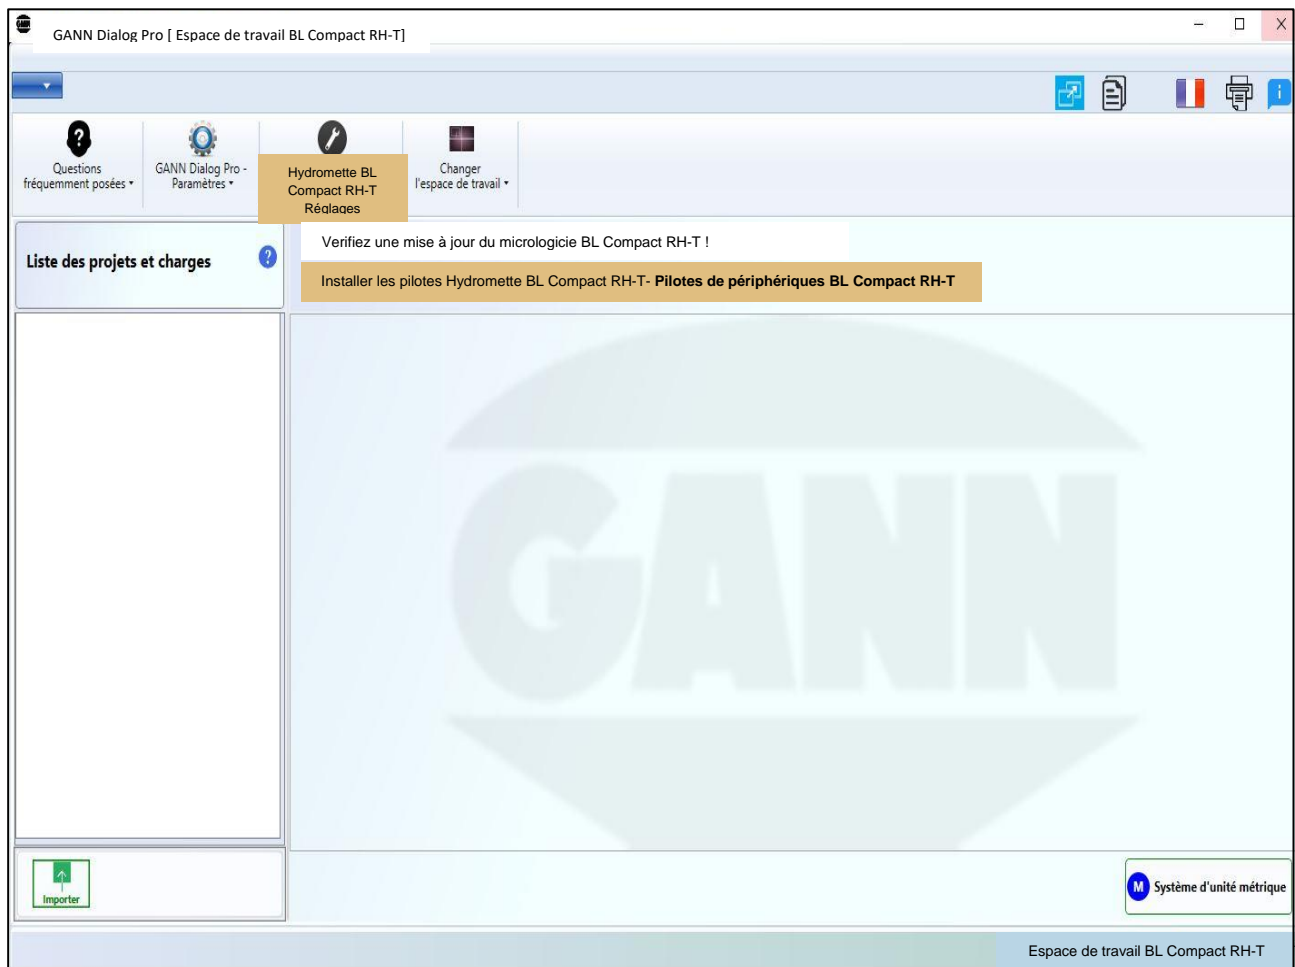 GANN Dialog Pro [ Espace de travail BL Compact RH-T]
Questions
fréquemment posées
GANN Dialog Pro -
Paramètres
Hydromette BL
Compact RH-T
Réglages
Changer
l'espace de travail
Liste des projets et charges
?
Verifiez une mise à jour du micrologicie BL Compact RH-T !
Installer les pilotes Hydromette BL Compact RH-T- Pilotes de périphériques BL Compact RH-T
GANN
Importer
M Système d'unité métrique
Espace de travail BL Compact RH-T